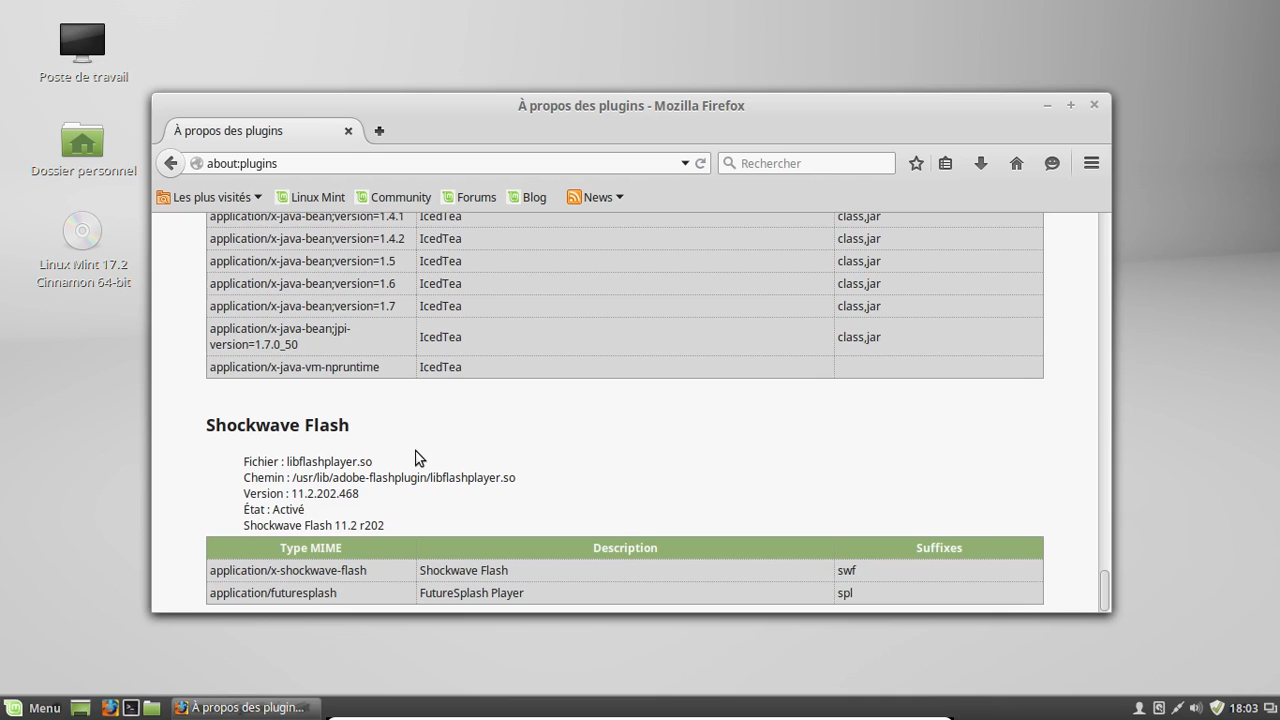 Poste de travail
Dossier personnel
Linux Mint 17.2
Cinnamon 64-bit
À propos des plugins - Mozilla Firefox
À propos des plugins
about:plugins
Rechercher
Les plus visités Linux Mint Community Forums Blog News
application/x-java-bean;version=1.4.1 IcedTea class,jar
application/x-java-bean;version=1.4.2 IcedTea class,jar
application/x-java-bean;version=1.5 IcedTea class,jar
application/x-java-bean;version=1.6 IcedTea class,jar
application/x-java-bean;version=1.7 IcedTea class,jar
application/x-java-bean;jpi-
version=1.7.0_50 IcedTea class,jar
application/x-java-vm-npruntime IcedTea
Shockwave Flash
Fichier : libflashplayer.so
Chemin : /usr/lib/adobe-flashplugin/libflashplayer.so
Version : 11.2.202.468
État : Activé
Shockwave Flash 11.2 r202
Type MIME Description Suffixes
application/x-shockwave-flash Shockwave Flash swf
application/futuresplash FutureSplash Player spl
Menu À propos des plugin... 18:03